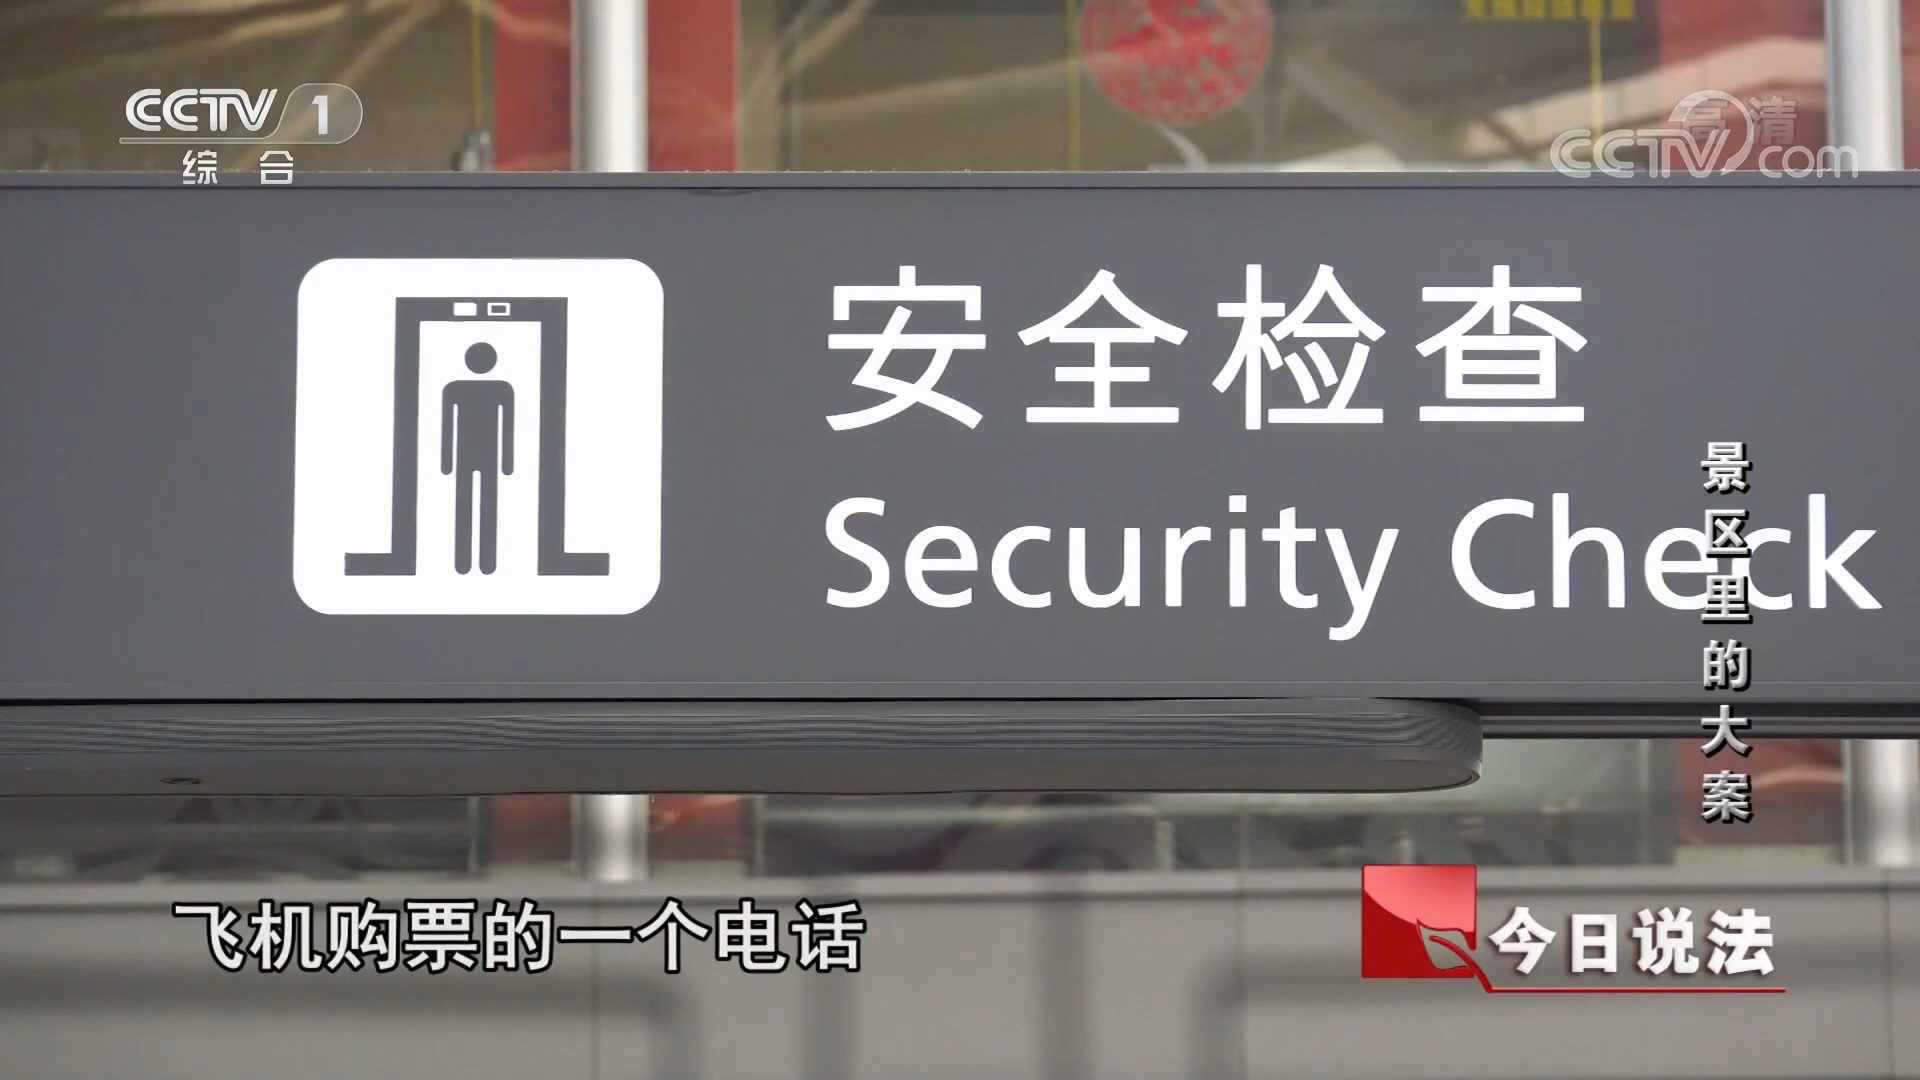 CCTV 1
综合
高清
CCTV.com
安全检查
Security Check
景区里的大案
飞机购票的一个电话
今日说法